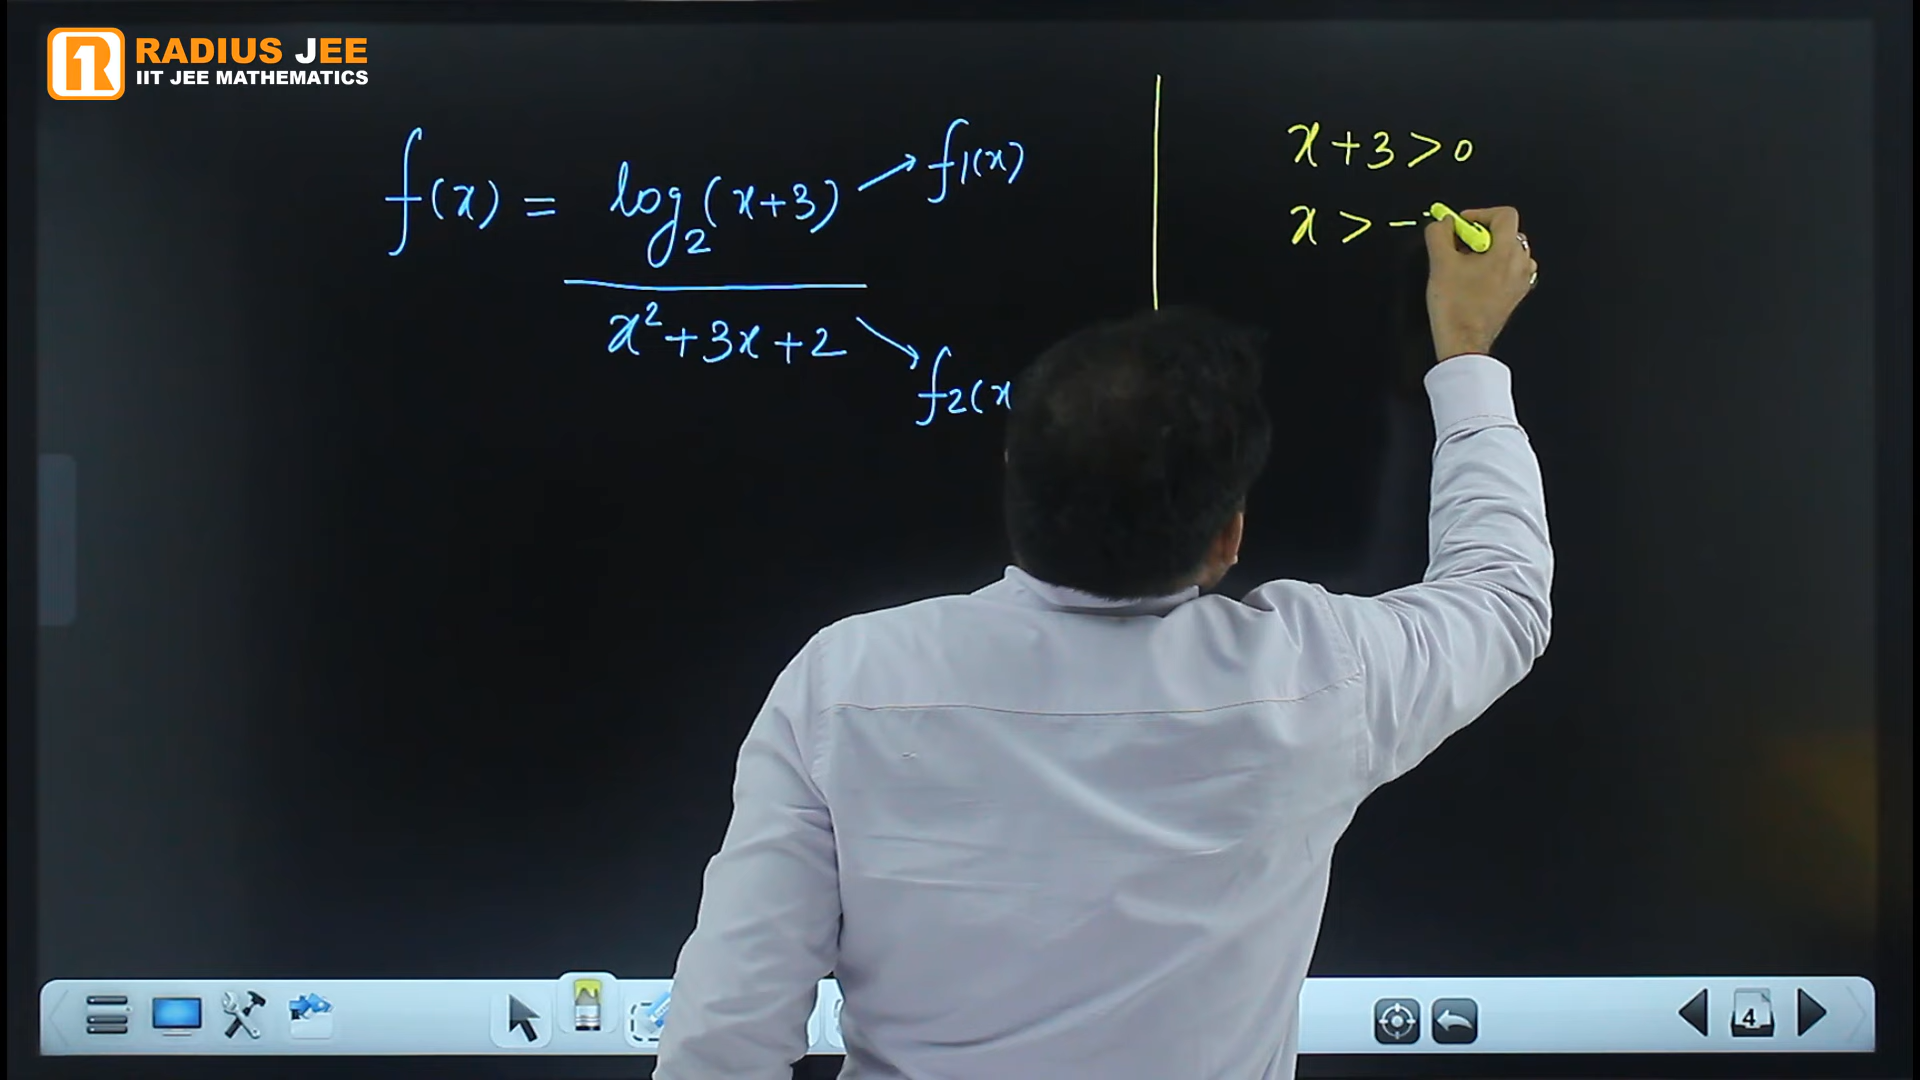 RADIUS JEE
IIT JEE MATHEMATICS
f(x) = log₂(x+3) → f1(x)
x²+3x+2 → f2(x
x+3>0
x > -
4